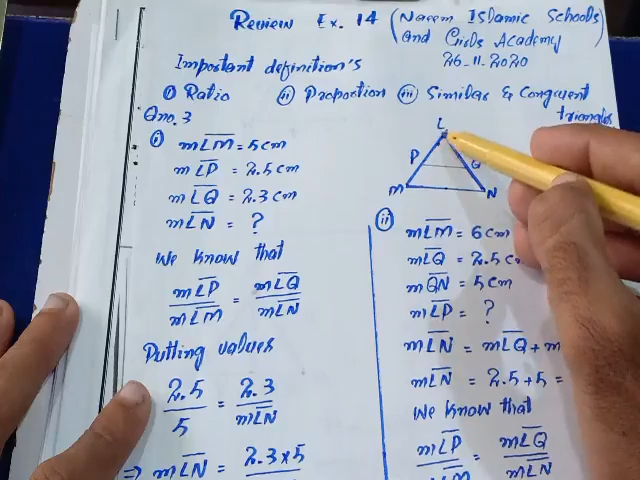 Review Ex. 14 (Naeem Islamic Schools
and Girls Academy)
26-11-2020
Important definition's
(i) Ratio (ii) Proportion (iii) Similar & Congruent
triangles
Qno.3
(i) mLM = 5cm
mLP = 2.5cm
mLQ = 2.3cm
mLN = ?
We know that
mLP / mLM = mLQ / mLN
Putting values
2.5 / 5 = 2.3 / mLN
⇒ mLN = 2.3×5
L
P
Q
M N
(ii) mLM = 6cm
mLQ = 2.5c
mQN = 5cm
mLP = ?
mLN = mLQ + m
mLN = 2.5+5 =
We know that
mLP = mLQ
mLN